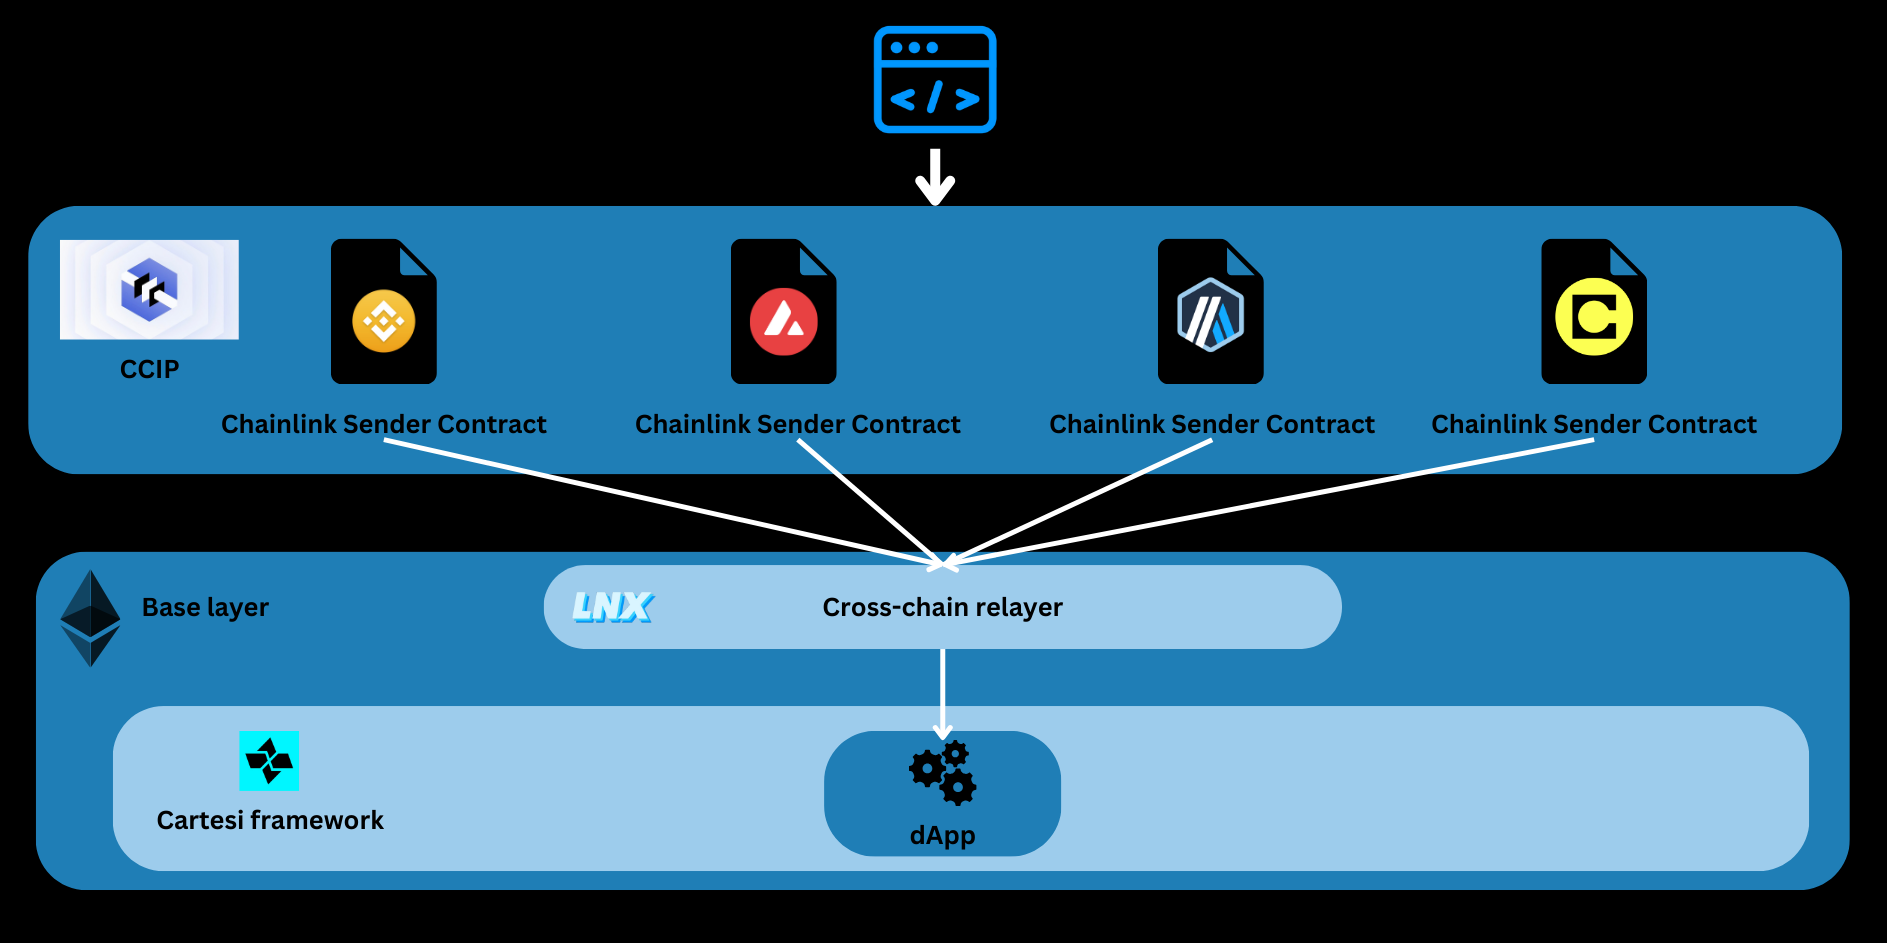 CCIP
Chainlink Sender Contract
Chainlink Sender Contract
Chainlink Sender Contract
Chainlink Sender Contract
Base layer
LNX
Cross-chain relayer
Cartesi framework
dApp